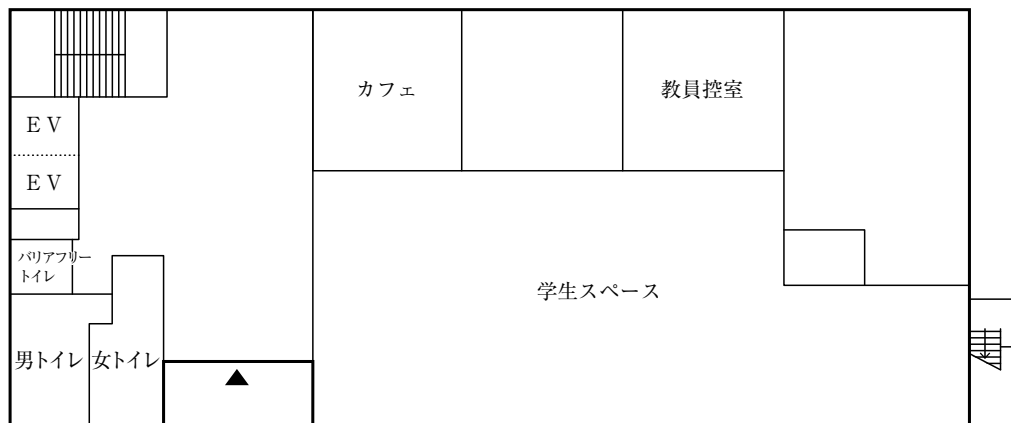 カフェ
教員控室
EV
EV
バリアフリー
トイレ
学生スペース
男トイレ
女トイレ